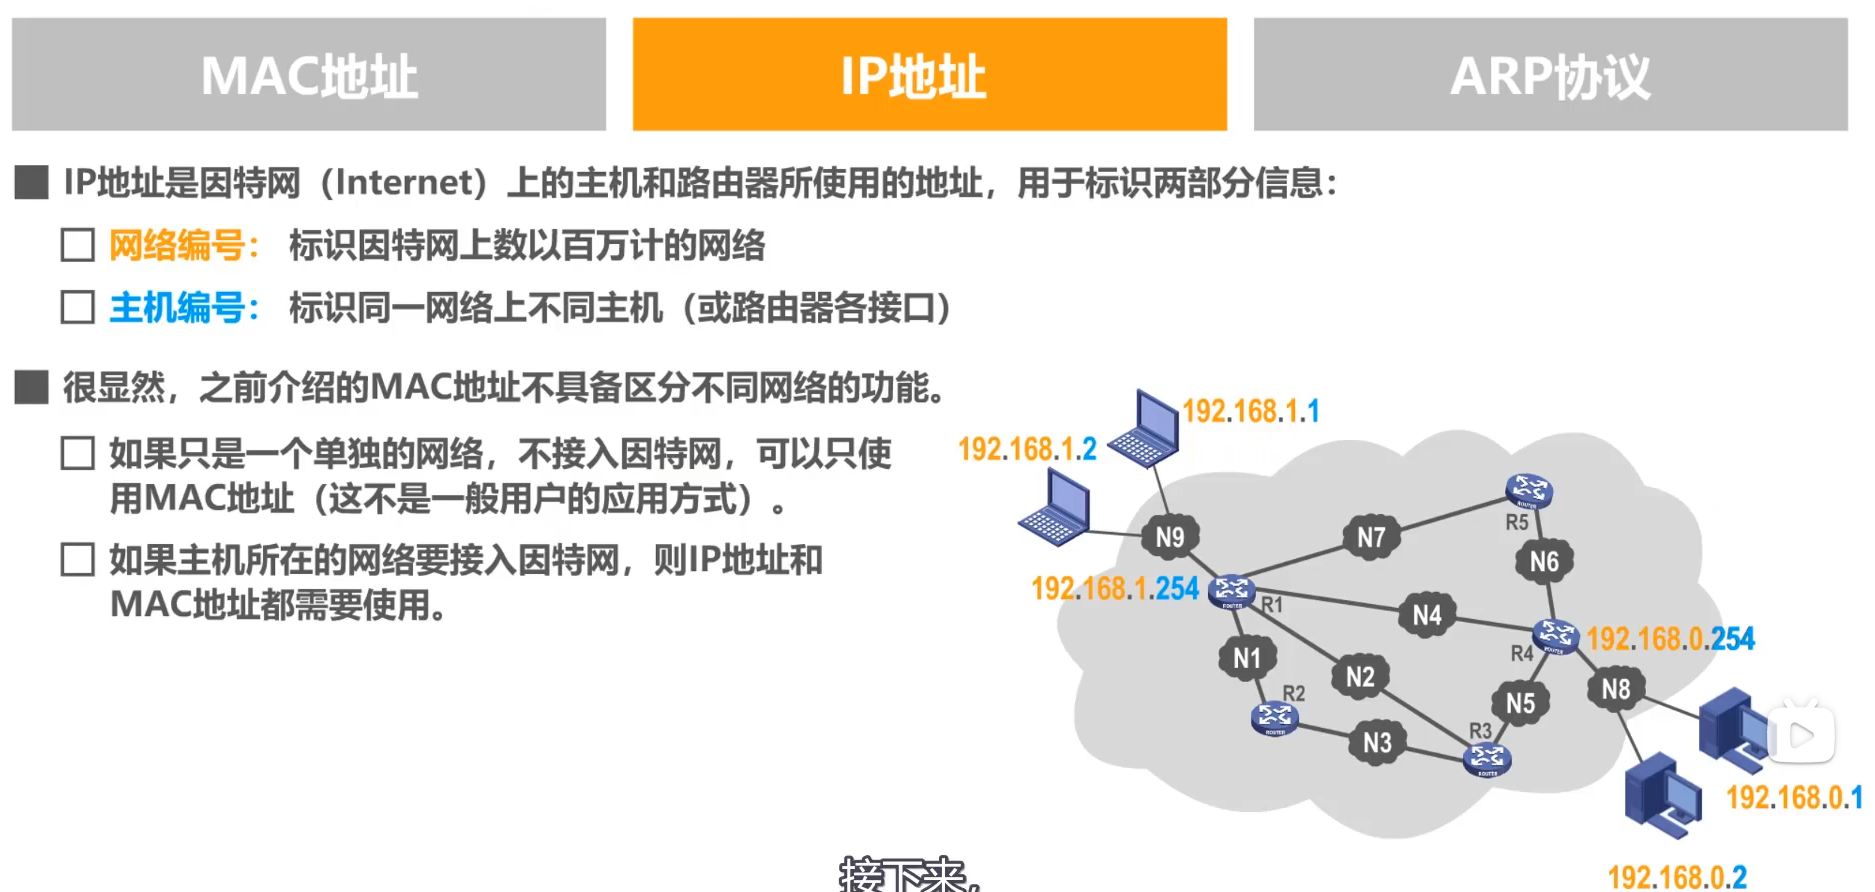 MAC地址
IP地址
ARP协议
IP地址是因特网（Internet）上的主机和路由器所使用的地址，用于标识两部分信息：
网络编号： 标识因特网上数以百万计的网络
主机编号： 标识同一网络上不同主机（或路由器各接口）
很显然，之前介绍的MAC地址不具备区分不同网络的功能。
如果只是一个单独的网络，不接入因特网，可以只使
用MAC地址（这不是一般用户的应用方式）。
如果主机所在的网络要接入因特网，则IP地址和
MAC地址都需要使用。
192.168.1.1
192.168.1.2
N9
192.168.1.254
ROUTER
R1
N7
ROUTER
R5
N6
N4
ROUTER
R4
192.168.0.254
N1
N2
N5
N8
R2
ROUTER
N3
R3
ROUTER
192.168.0.1
192.168.0.2
接下来，